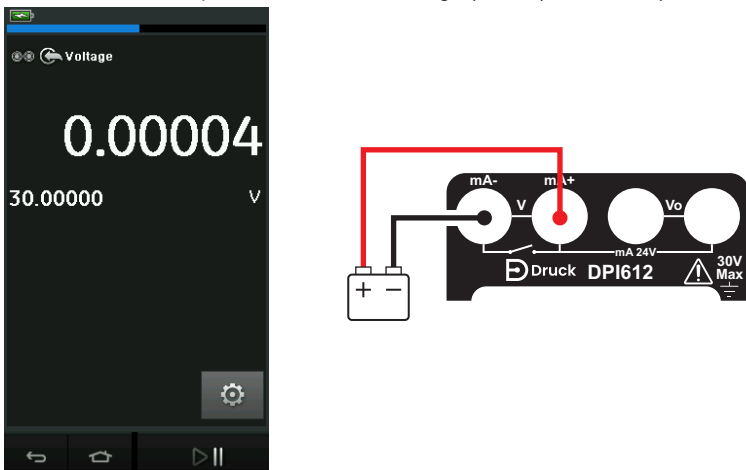 Voltage
0.00004
30.00000 V
mA- mA+
V Vo
mA 24V
Druck DPI612 30V
Max
+ −